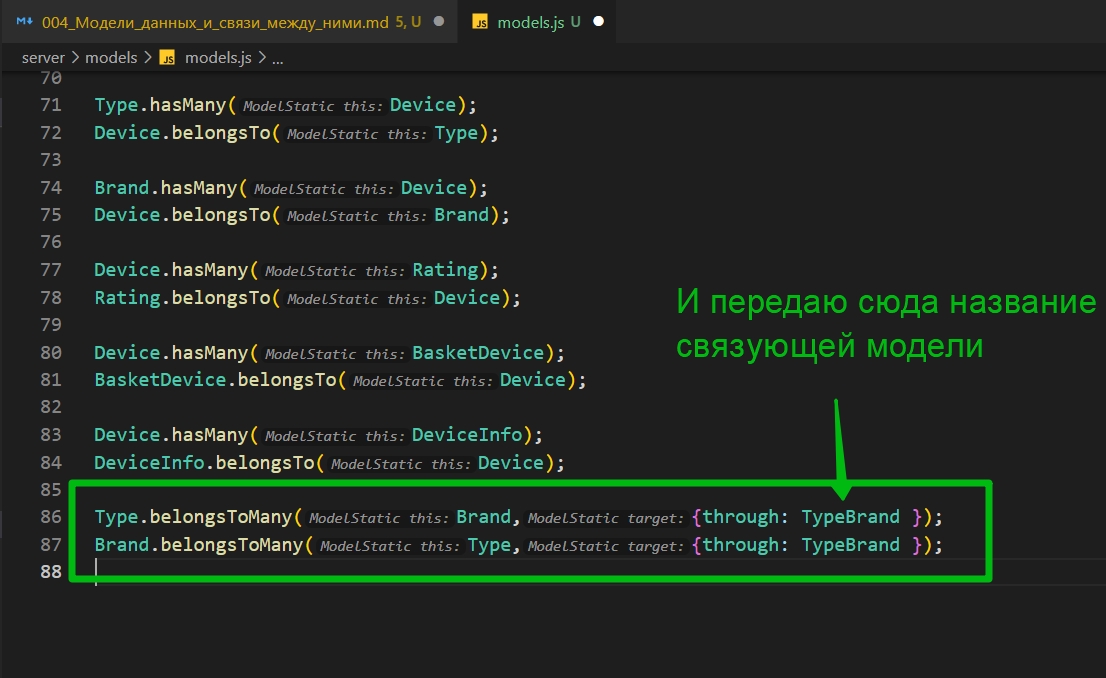 004_Модели_данных_и_связи_между_ними.md 5, U JS models.js U
server > models > JS models.js > ...
70
71 Type.hasMany( ModelStatic this: Device);
72 Device.belongsTo( ModelStatic this: Type);
73
74 Brand.hasMany( ModelStatic this: Device);
75 Device.belongsTo( ModelStatic this: Brand);
76
77 Device.hasMany( ModelStatic this: Rating);
78 Rating.belongsTo( ModelStatic this: Device);
И передаю сюда название
связующей модели
79
80 Device.hasMany( ModelStatic this: BasketDevice);
81 BasketDevice.belongsTo( ModelStatic this: Device);
82
83 Device.hasMany( ModelStatic this: DeviceInfo);
84 DeviceInfo.belongsTo( ModelStatic this: Device);
85
86 Type.belongsToMany( ModelStatic this: Brand, ModelStatic target: {through: TypeBrand });
87 Brand.belongsToMany( ModelStatic this: Type, ModelStatic target: {through: TypeBrand });
88